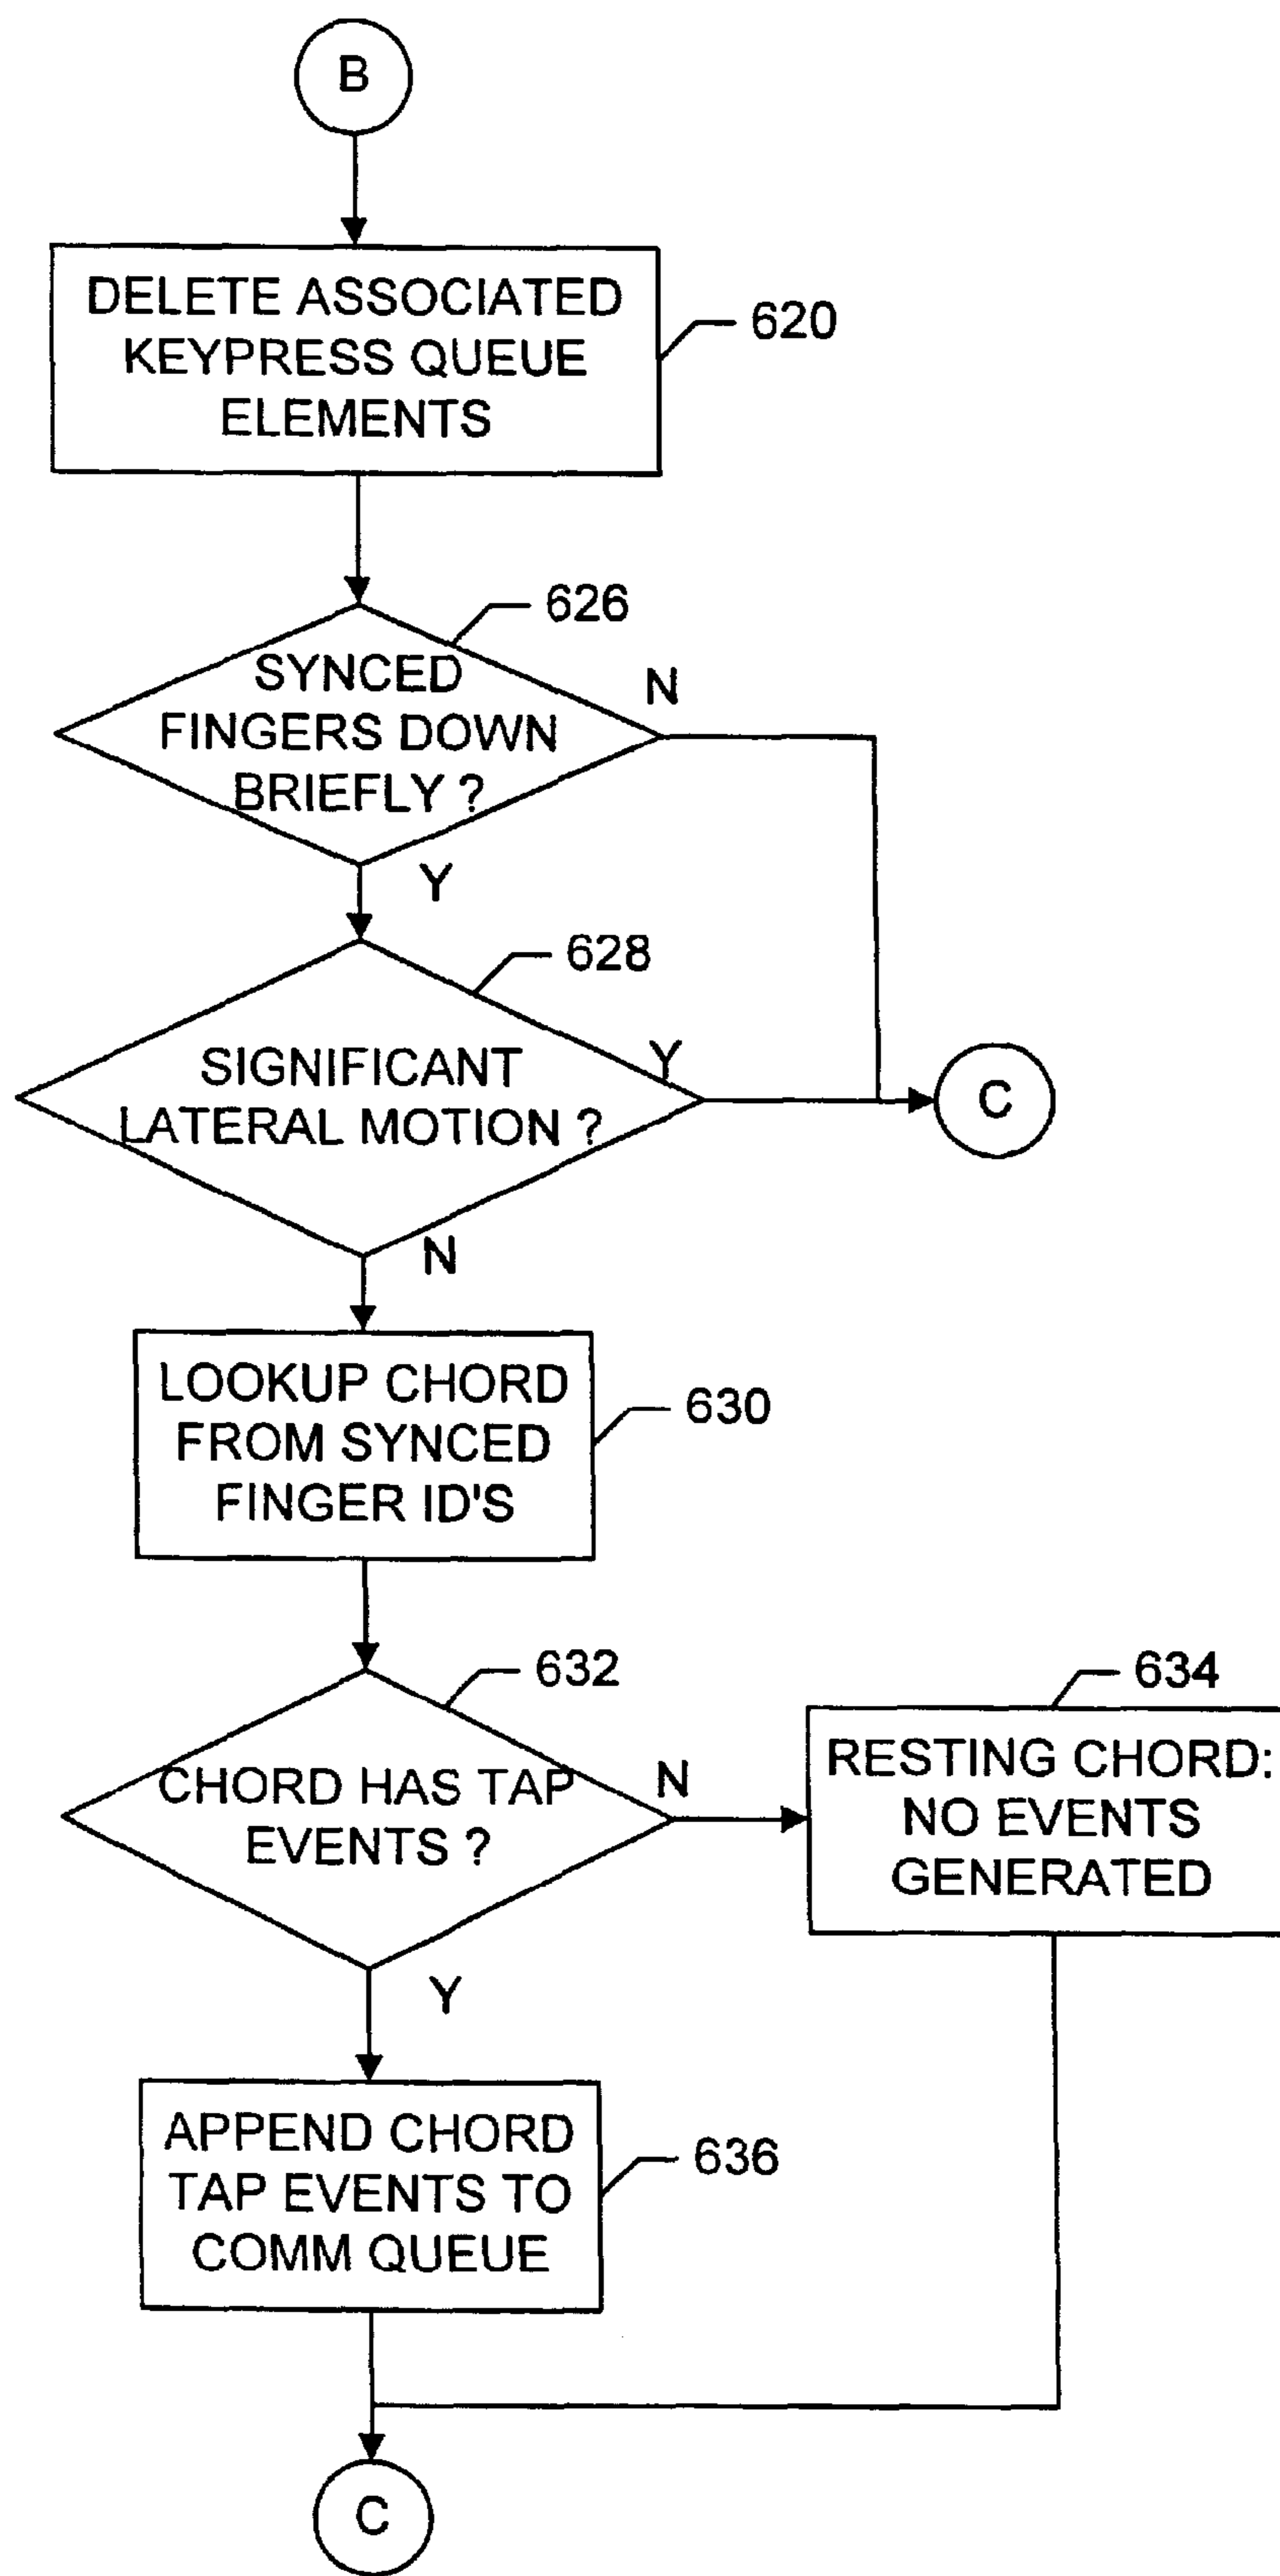 B
DELETE ASSOCIATED
KEYPRESS QUEUE
ELEMENTS
620
626
SYNCED
FINGERS DOWN
BRIEFLY ?
N
Y
628
SIGNIFICANT
LATERAL MOTION ?
Y
C
N
LOOKUP CHORD
FROM SYNCED
FINGER ID'S
630
632
CHORD HAS TAP
EVENTS ?
N
634
RESTING CHORD:
NO EVENTS
GENERATED
Y
APPEND CHORD
TAP EVENTS TO
COMM QUEUE
636
C